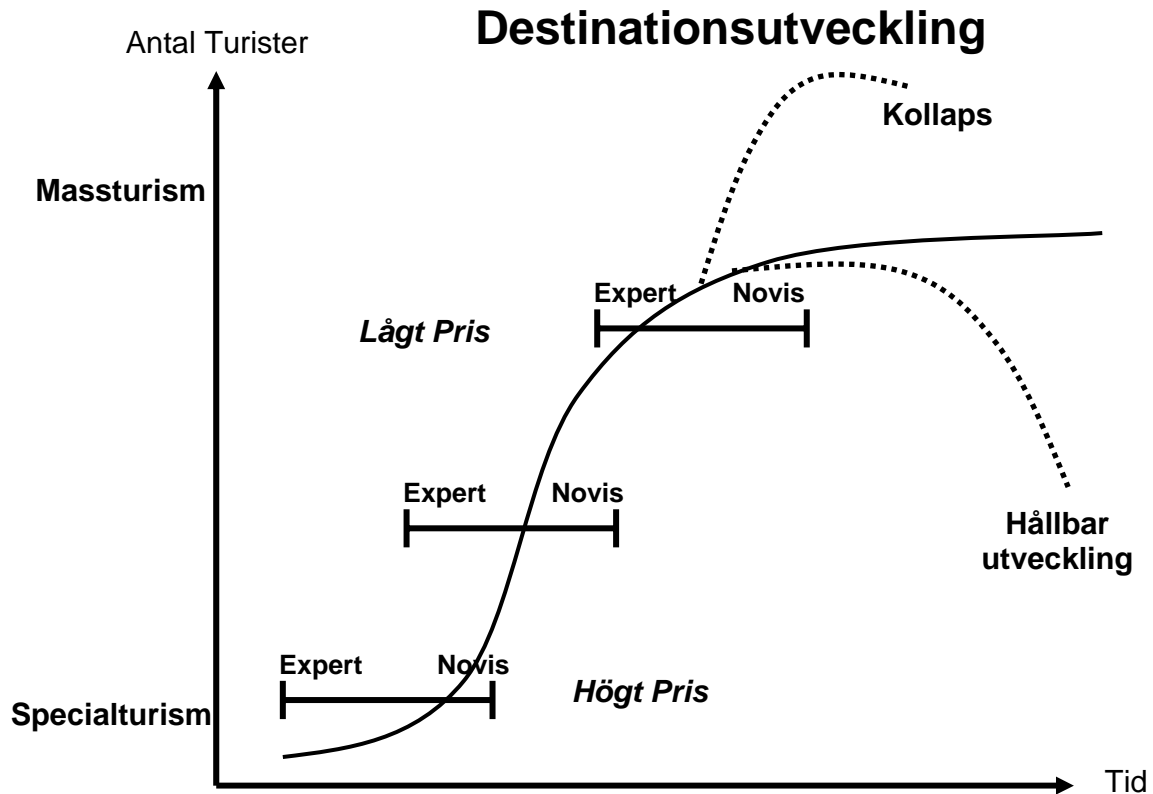 Destinationsutveckling
Antal Turister
Kollaps
Massturism
Expert Novis
Lågt Pris
Expert Novis
Hållbar
utveckling
Expert Novis
Högt Pris
Specialturism
Tid